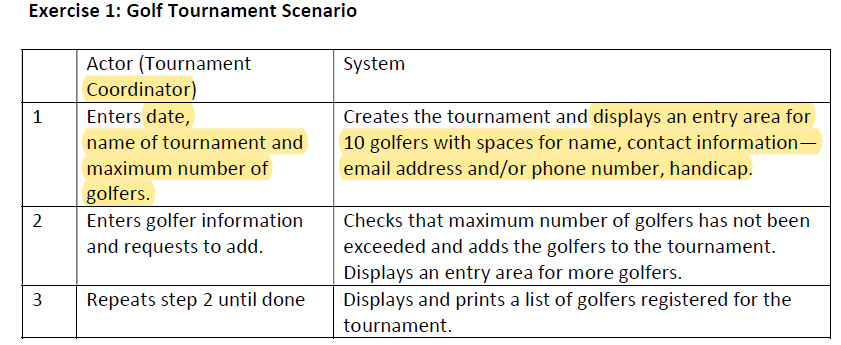 Exercise 1: Golf Tournament Scenario
Actor (Tournament
Coordinator)
System
1
Enters date,
name of tournament and
maximum number of
golfers.
Creates the tournament and displays an entry area for
10 golfers with spaces for name, contact information—
email address and/or phone number, handicap.
2
Enters golfer information
and requests to add.
Checks that maximum number of golfers has not been
exceeded and adds the golfers to the tournament.
Displays an entry area for more golfers.
3
Repeats step 2 until done
Displays and prints a list of golfers registered for the
tournament.